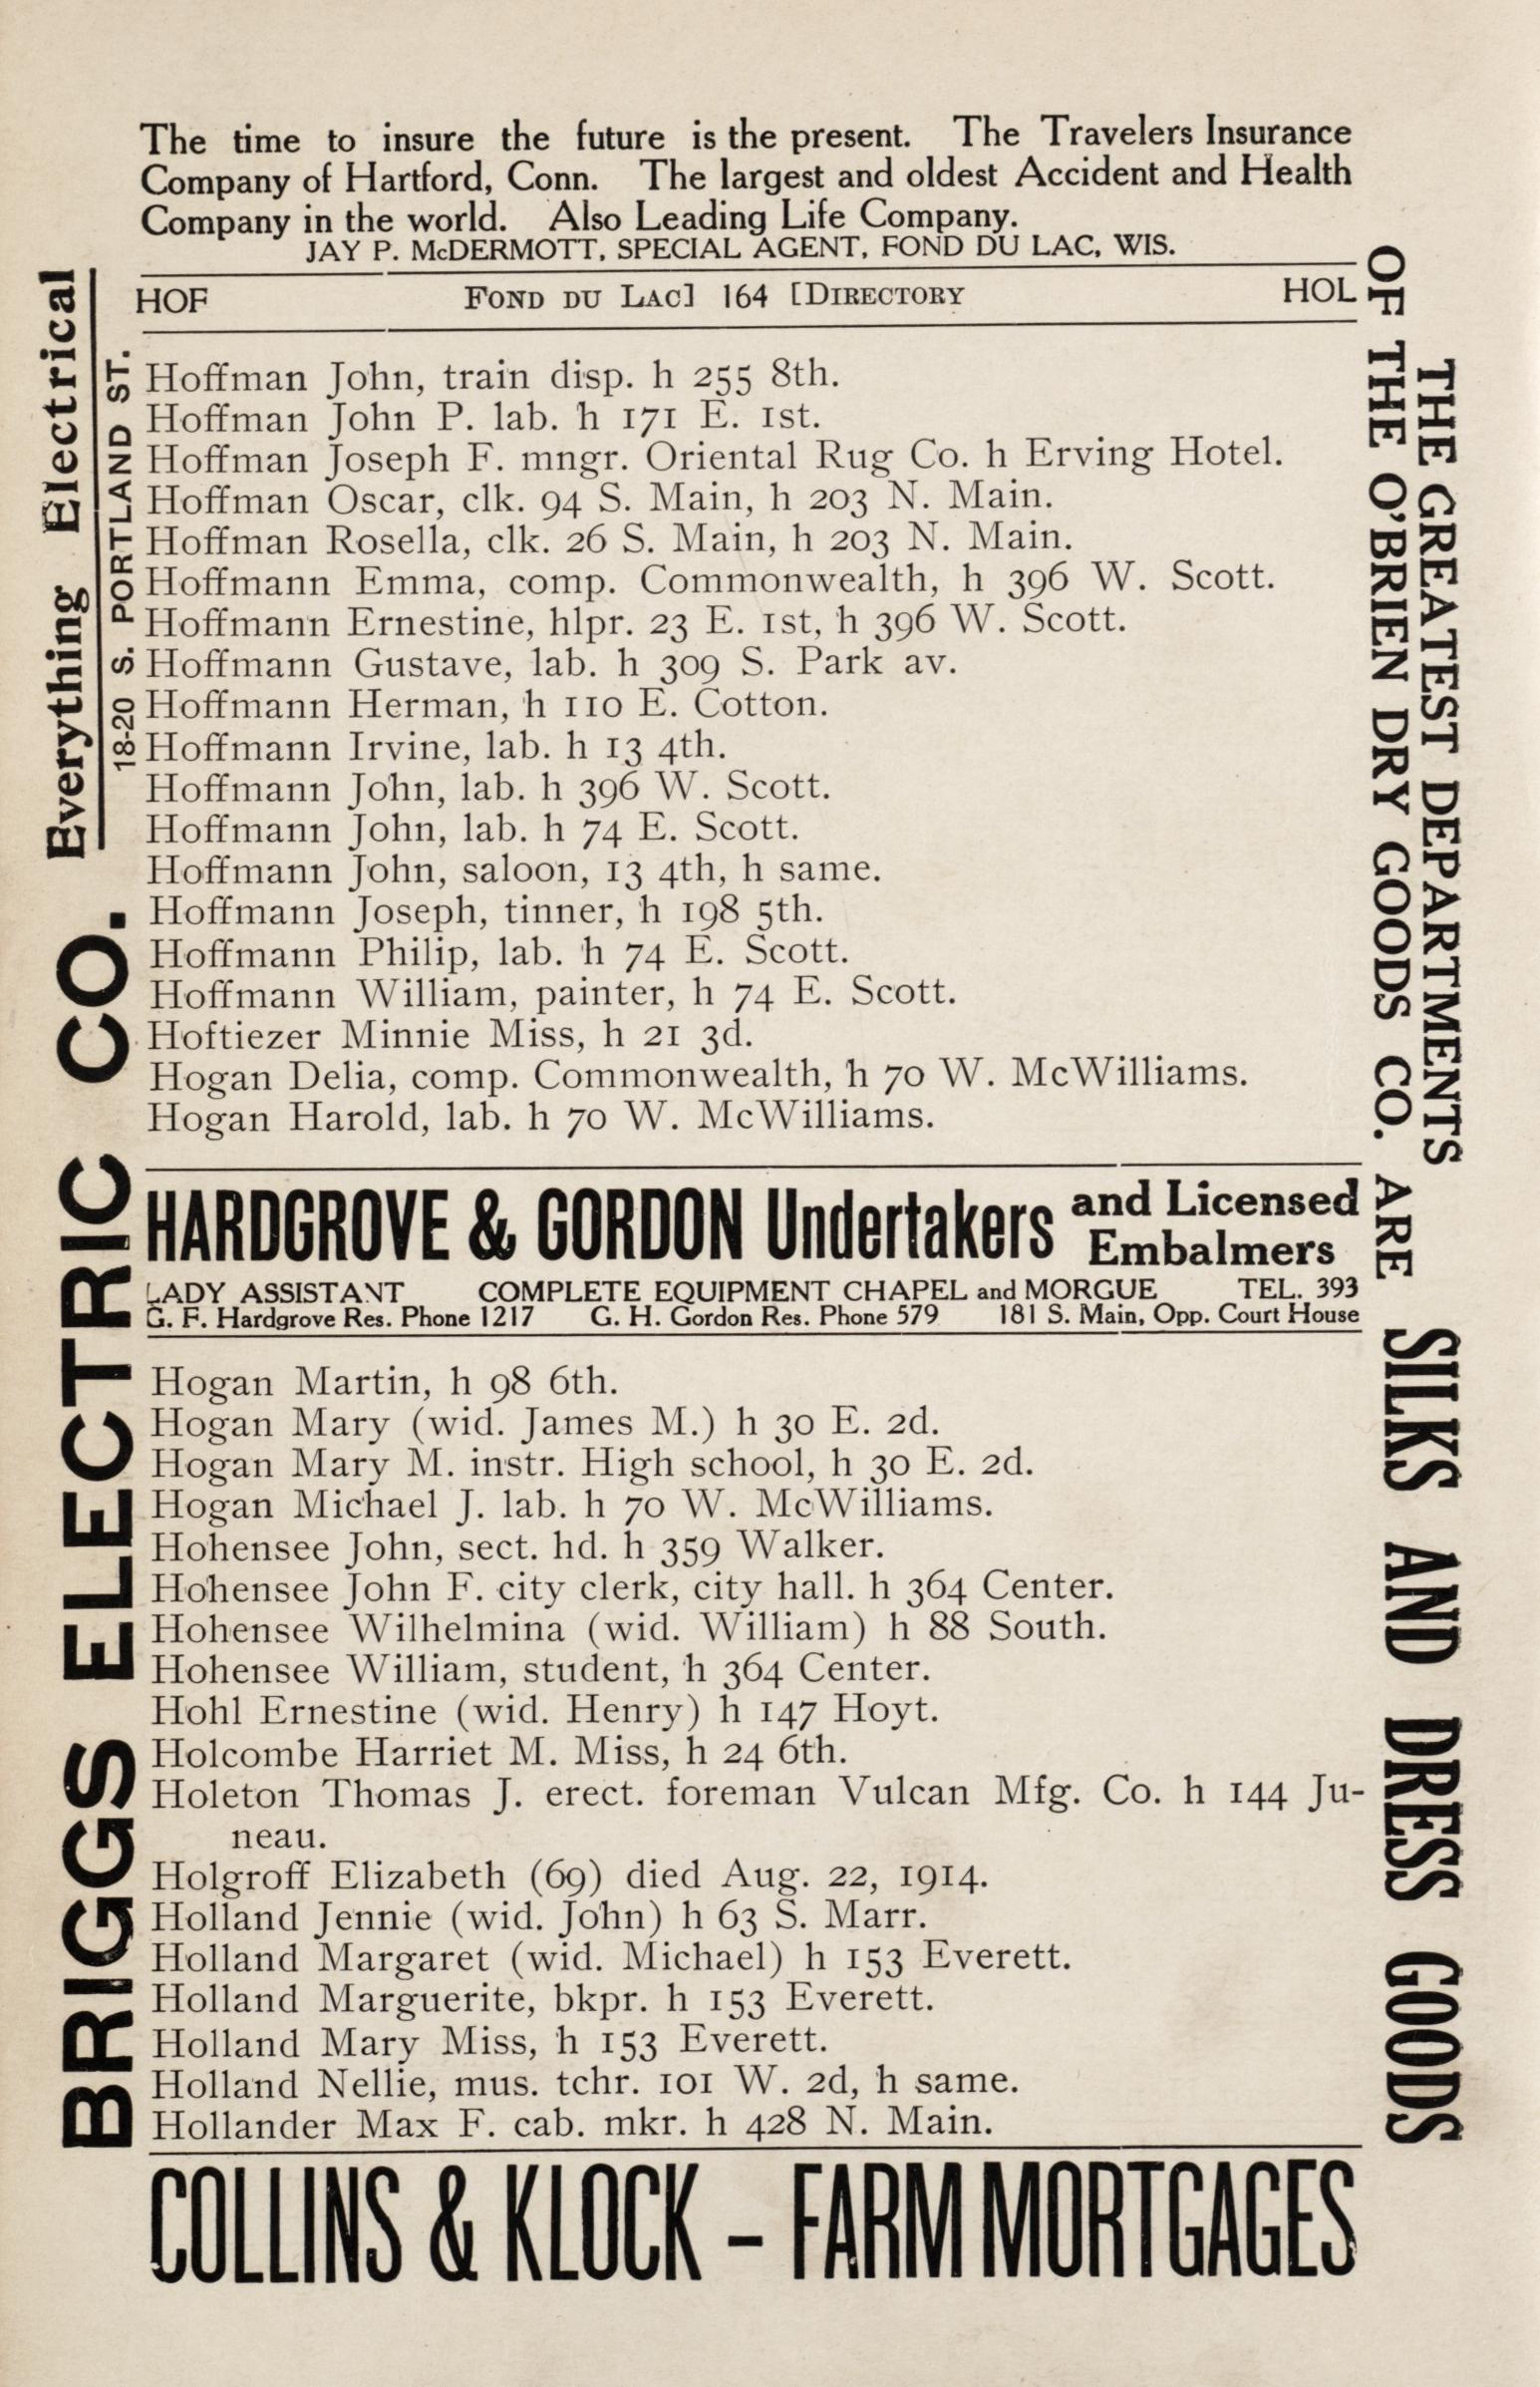 The time to insure the future is the present. The Travelers Insurance
Company of Hartford, Conn. The largest and oldest Accident and Health
Company in the world. Also Leading Life Company.
JAY P. McDERMOTT, SPECIAL AGENT, FOND DU LAC, WIS.
HOF FOND DU LAC] 164 [DIRECTORY HOL
Hoffman John, train disp. h 255 8th.
Hoffman John P. lab. h 171 E. 1st.
Hoffman Joseph F. mngr. Oriental Rug Co. h Erving Hotel.
Hoffman Oscar, clk. 94 S. Main, h 203 N. Main.
Hoffman Rosella, clk. 26 S. Main, h 203 N. Main.
Hoffmann Emma, comp. Commonwealth, h 396 W. Scott.
Hoffmann Ernestine, hlpr. 23 E. 1st, h 396 W. Scott.
Hoffmann Gustave, lab. h 309 S. Park av.
Hoffmann Herman, h 110 E. Cotton.
Hoffmann Irvine, lab. h 13 4th.
Hoffmann John, lab. h 396 W. Scott.
Hoffmann John, lab. h 74 E. Scott.
Hoffmann John, saloon, 13 4th, h same.
Hoffmann Joseph, tinner, h 198 5th.
Hoffmann Philip, lab. h 74 E. Scott.
Hoffmann William, painter, h 74 E. Scott.
Hoftiezer Minnie Miss, h 21 3d.
Hogan Delia, comp. Commonwealth, h 70 W. McWilliams.
Hogan Harold, lab. h 70 W. McWilliams.
HARDGROVE & GORDON Undertakers and Licensed
Embalmers
LADY ASSISTANT COMPLETE EQUIPMENT CHAPEL and MORGUE TEL. 393
G. F. Hardgrove Res. Phone 1217 G. H. Gordon Res. Phone 579 181 S. Main, Opp. Court House
Hogan Martin, h 98 6th.
Hogan Mary (wid. James M.) h 30 E. 2d.
Hogan Mary M. instr. High school, h 30 E. 2d.
Hogan Michael J. lab. h 70 W. McWilliams.
Hohensee John, sect. hd. h 359 Walker.
Hohensee John F. city clerk, city hall. h 364 Center.
Hohensee Wilhelmina (wid. William) h 88 South.
Hohensee William, student, h 364 Center.
Hohl Ernestine (wid. Henry) h 147 Hoyt.
Holcombe Harriet M. Miss, h 24 6th.
Holeton Thomas J. erect. foreman Vulcan Mfg. Co. h 144 Ju-
neau.
Holgroff Elizabeth (69) died Aug. 22, 1914.
Holland Jennie (wid. John) h 63 S. Marr.
Holland Margaret (wid. Michael) h 153 Everett.
Holland Marguerite, bkpr. h 153 Everett.
Holland Mary Miss, h 153 Everett.
Holland Nellie, mus. tchr. 101 W. 2d, h same.
Hollander Max F. cab. mkr. h 428 N. Main.
COLLINS & KLOCK - FARM MORTGAGES
BRIGGS ELECTRIC CO.
Everything Electrical
18-20 S. PORTLAND ST.
THE GREATEST DEPARTMENTS
OF THE O'BRIEN DRY GOODS CO. ARE
SILKS AND DRESS GOODS